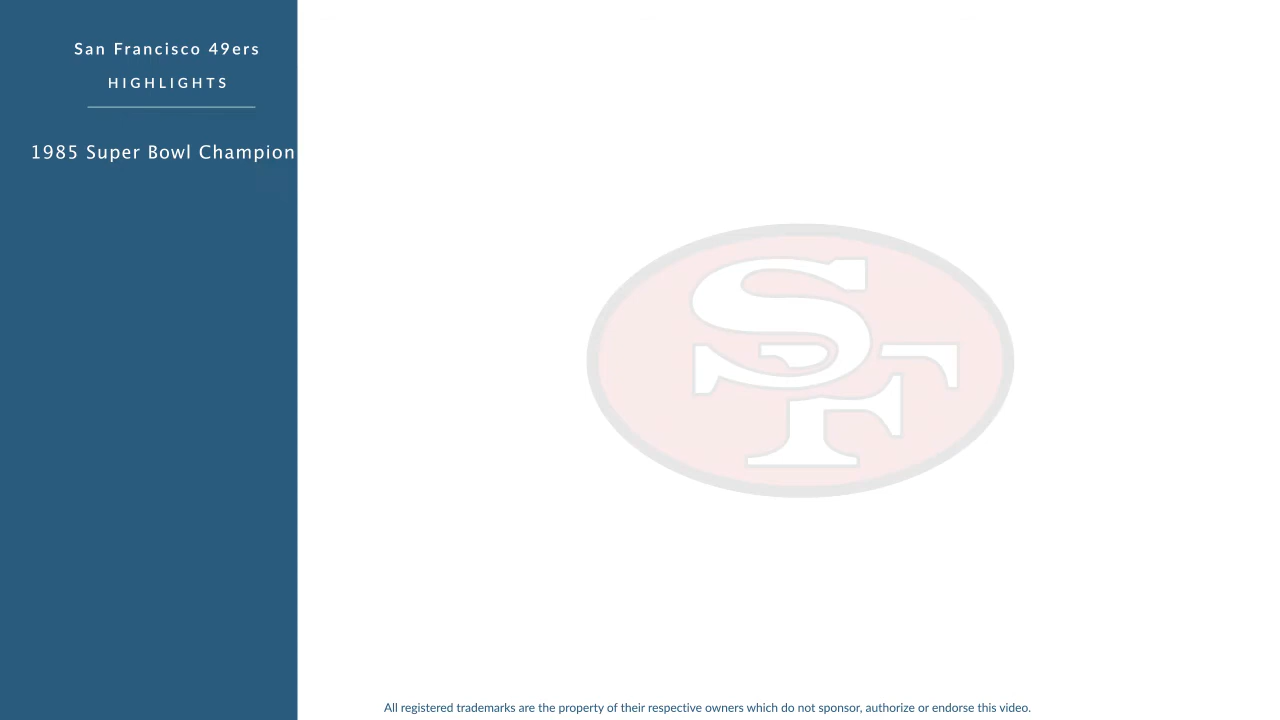 San Francisco 49ers
HIGHLIGHTS
1985 Super Bowl Champion
SF
All registered trademarks are the property of their respective owners which do not sponsor, authorize or endorse this video.